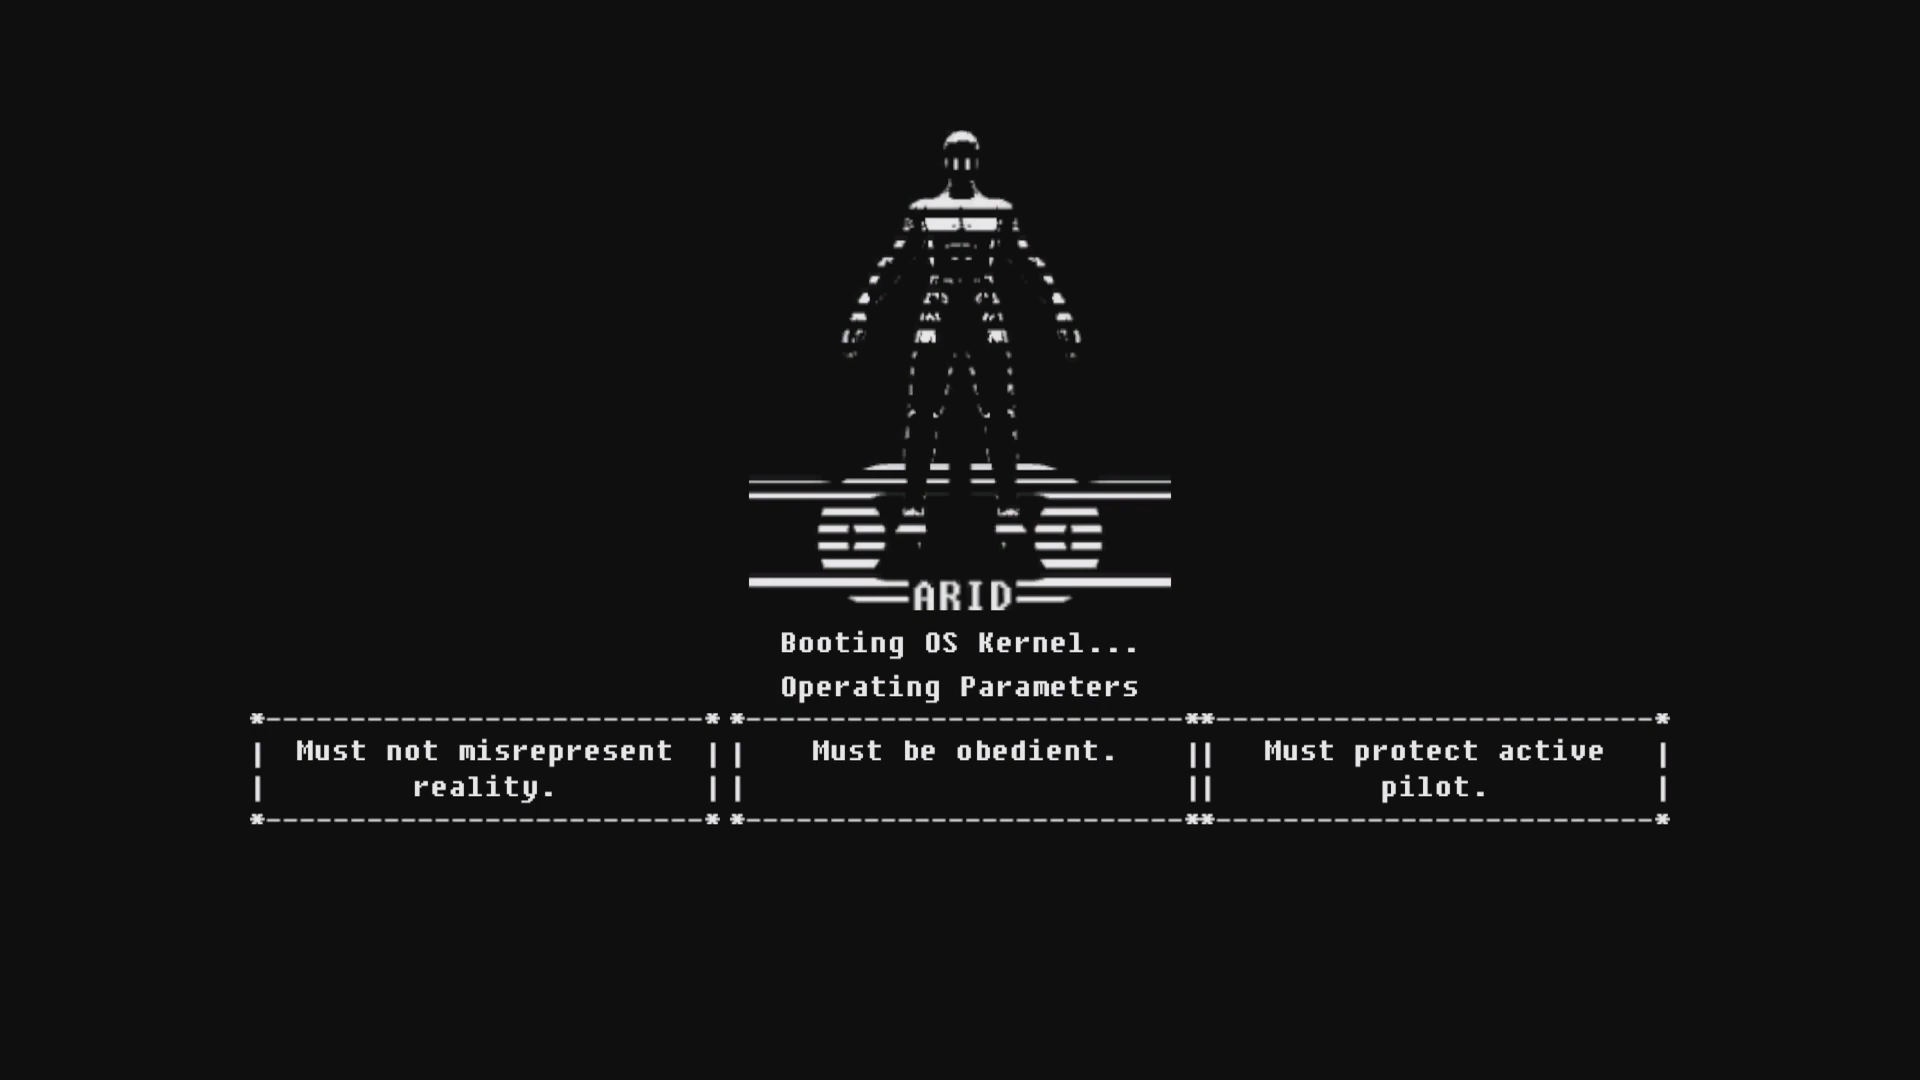 ARID
Booting OS Kernel...
Operating Parameters
Must not misrepresent
reality.
Must be obedient.
Must protect active
pilot.